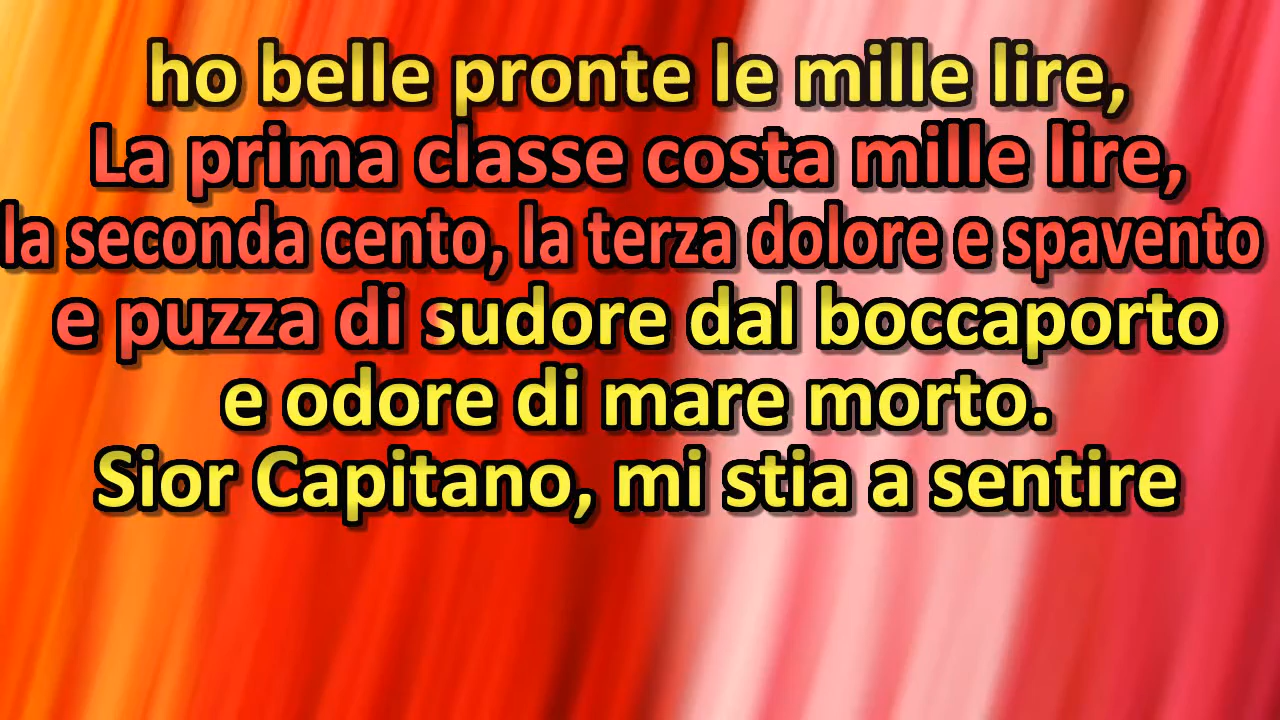 ho belle pronte le mille lire,
La prima classe costa mille lire,
la seconda cento, la terza dolore e spavento
e puzza di sudore dal boccaporto
e odore di mare morto.
Sior Capitano, mi stia a sentire